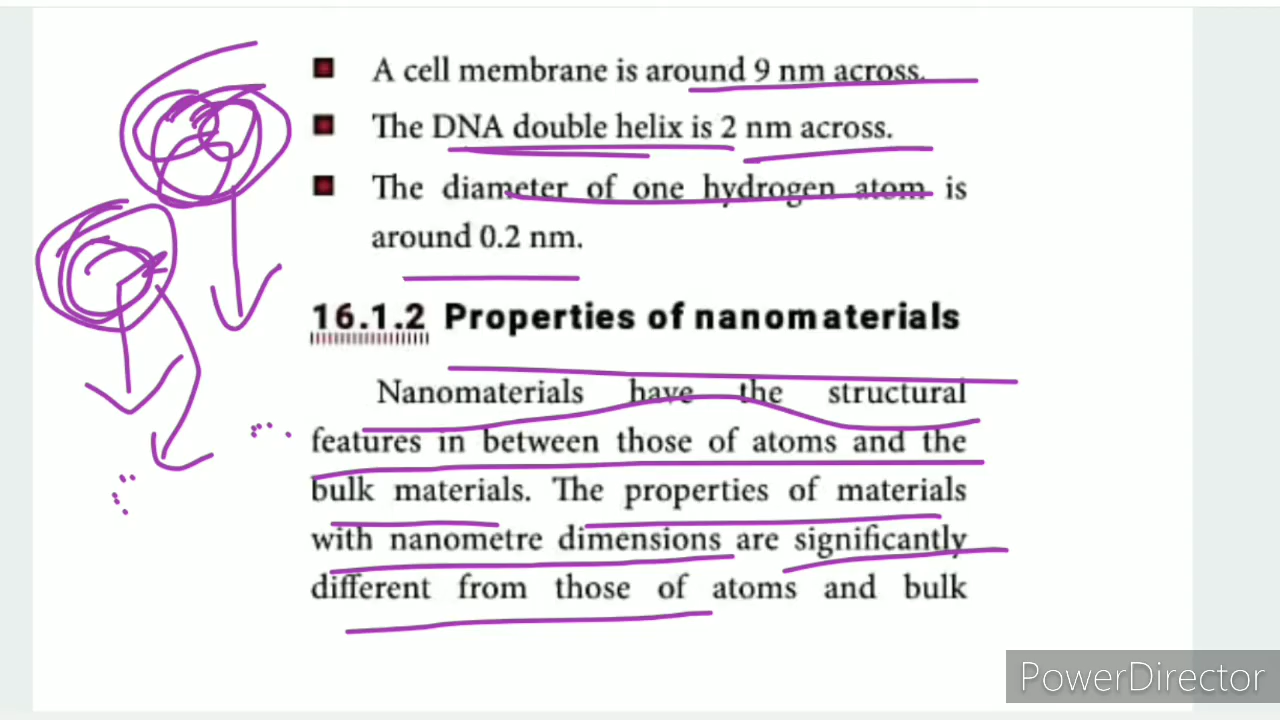 A cell membrane is around 9 nm across.
The DNA double helix is 2 nm across.
The diameter of one hydrogen atom is
around 0.2 nm.
16.1.2 Properties of nanomaterials
Nanomaterials have the structural
features in between those of atoms and the
bulk materials. The properties of materials
with nanometre dimensions are significantly
different from those of atoms and bulk
PowerDirector